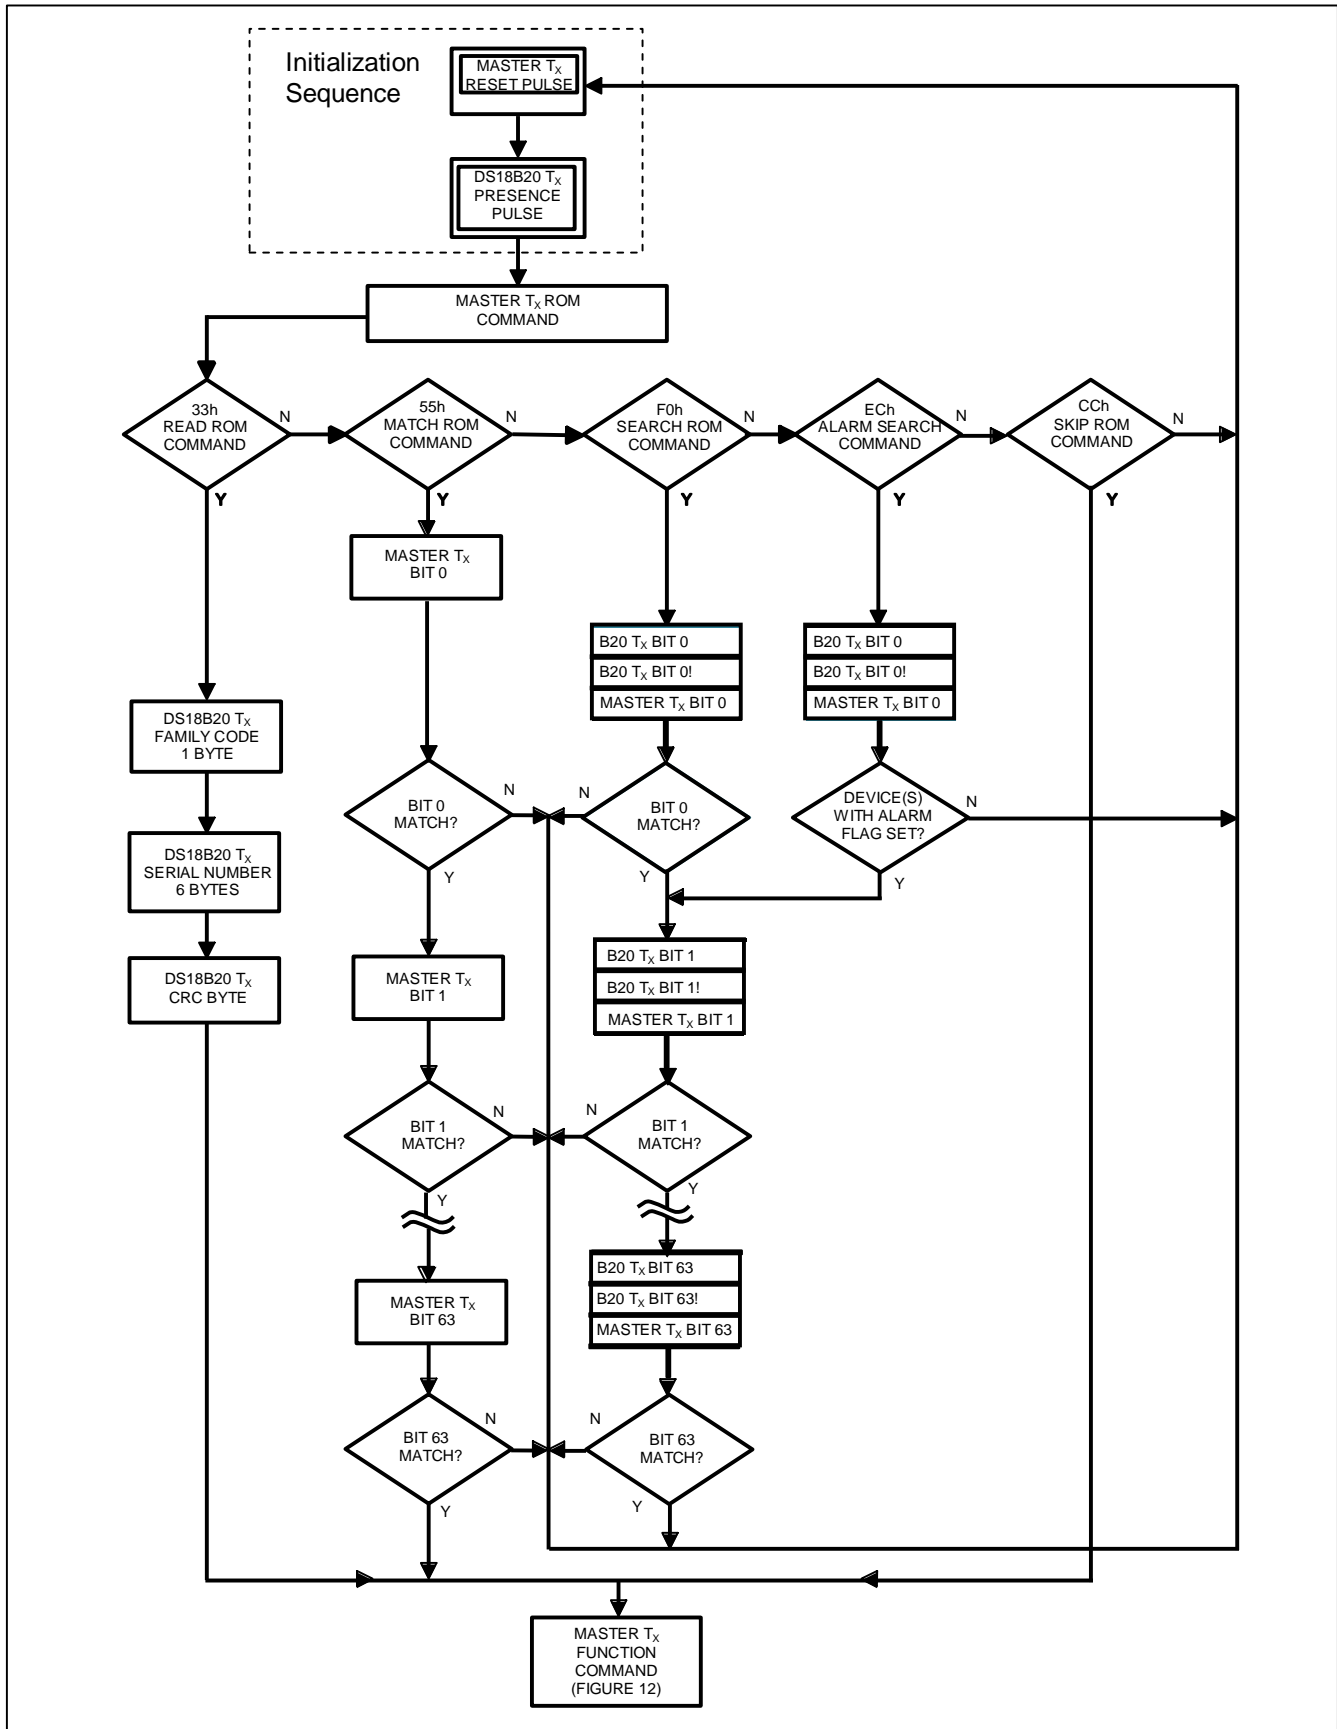 Initialization
Sequence
MASTER TX
RESET PULSE
DS18B20 TX
PRESENCE
PULSE
MASTER TX ROM
COMMAND
33h
READ ROM
COMMAND
N
Y
55h
MATCH ROM
COMMAND
N
Y
F0h
SEARCH ROM
COMMAND
N
Y
ECh
ALARM SEARCH
COMMAND
N
Y
CCh
SKIP ROM
COMMAND
N
Y
MASTER TX
BIT 0
B20 TX BIT 0
B20 TX BIT 0!
MASTER TX BIT 0
B20 TX BIT 0
B20 TX BIT 0!
MASTER TX BIT 0
DS18B20 TX
FAMILY CODE
1 BYTE
BIT 0
MATCH?
N
Y
N
BIT 0
MATCH?
Y
DEVICE(S)
WITH ALARM
FLAG SET?
N
Y
DS18B20 TX
SERIAL NUMBER
6 BYTES
DS18B20 TX
CRC BYTE
MASTER TX
BIT 1
B20 TX BIT 1
B20 TX BIT 1!
MASTER TX BIT 1
BIT 1
MATCH?
N
Y
N
BIT 1
MATCH?
Y
MASTER TX
BIT 63
B20 TX BIT 63
B20 TX BIT 63!
MASTER TX BIT 63
BIT 63
MATCH?
N
Y
N
BIT 63
MATCH?
Y
MASTER TX
FUNCTION
COMMAND
(FIGURE 12)